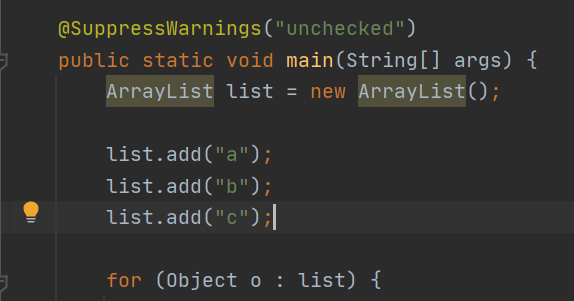 @SuppressWarnings("unchecked")
public static void main(String[] args) {
ArrayList list = new ArrayList();
list.add("a");
list.add("b");
list.add("c");
for (Object o : list) {